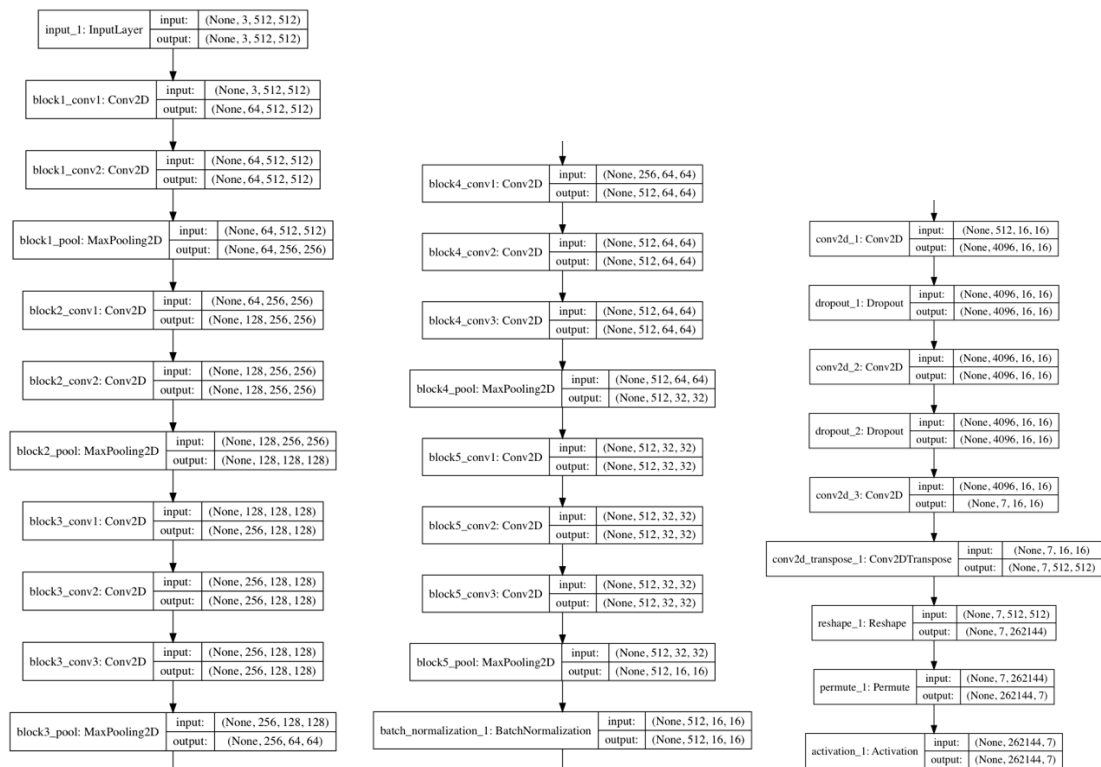 input_1: InputLayer
input: (None, 3, 512, 512)
output: (None, 3, 512, 512)
block1_conv1: Conv2D
input: (None, 3, 512, 512)
output: (None, 64, 512, 512)
block1_conv2: Conv2D
input: (None, 64, 512, 512)
output: (None, 64, 512, 512)
block1_pool: MaxPooling2D
input: (None, 64, 512, 512)
output: (None, 64, 256, 256)
block2_conv1: Conv2D
input: (None, 64, 256, 256)
output: (None, 128, 256, 256)
block2_conv2: Conv2D
input: (None, 128, 256, 256)
output: (None, 128, 256, 256)
block2_pool: MaxPooling2D
input: (None, 128, 256, 256)
output: (None, 128, 128, 128)
block3_conv1: Conv2D
input: (None, 128, 128, 128)
output: (None, 256, 128, 128)
block3_conv2: Conv2D
input: (None, 256, 128, 128)
output: (None, 256, 128, 128)
block3_conv3: Conv2D
input: (None, 256, 128, 128)
output: (None, 256, 128, 128)
block3_pool: MaxPooling2D
input: (None, 256, 128, 128)
output: (None, 256, 64, 64)
block4_conv1: Conv2D
input: (None, 256, 64, 64)
output: (None, 512, 64, 64)
block4_conv2: Conv2D
input: (None, 512, 64, 64)
output: (None, 512, 64, 64)
block4_conv3: Conv2D
input: (None, 512, 64, 64)
output: (None, 512, 64, 64)
block4_pool: MaxPooling2D
input: (None, 512, 64, 64)
output: (None, 512, 32, 32)
block5_conv1: Conv2D
input: (None, 512, 32, 32)
output: (None, 512, 32, 32)
block5_conv2: Conv2D
input: (None, 512, 32, 32)
output: (None, 512, 32, 32)
block5_conv3: Conv2D
input: (None, 512, 32, 32)
output: (None, 512, 32, 32)
block5_pool: MaxPooling2D
input: (None, 512, 32, 32)
output: (None, 512, 16, 16)
batch_normalization_1: BatchNormalization
input: (None, 512, 16, 16)
output: (None, 512, 16, 16)
conv2d_1: Conv2D
input: (None, 512, 16, 16)
output: (None, 4096, 16, 16)
dropout_1: Dropout
input: (None, 4096, 16, 16)
output: (None, 4096, 16, 16)
conv2d_2: Conv2D
input: (None, 4096, 16, 16)
output: (None, 4096, 16, 16)
dropout_2: Dropout
input: (None, 4096, 16, 16)
output: (None, 4096, 16, 16)
conv2d_3: Conv2D
input: (None, 4096, 16, 16)
output: (None, 7, 16, 16)
conv2d_transpose_1: Conv2DTranspose
input: (None, 7, 16, 16)
output: (None, 7, 512, 512)
reshape_1: Reshape
input: (None, 7, 512, 512)
output: (None, 7, 262144)
permute_1: Permute
input: (None, 7, 262144)
output: (None, 262144, 7)
activation_1: Activation
input: (None, 262144, 7)
output: (None, 262144, 7)